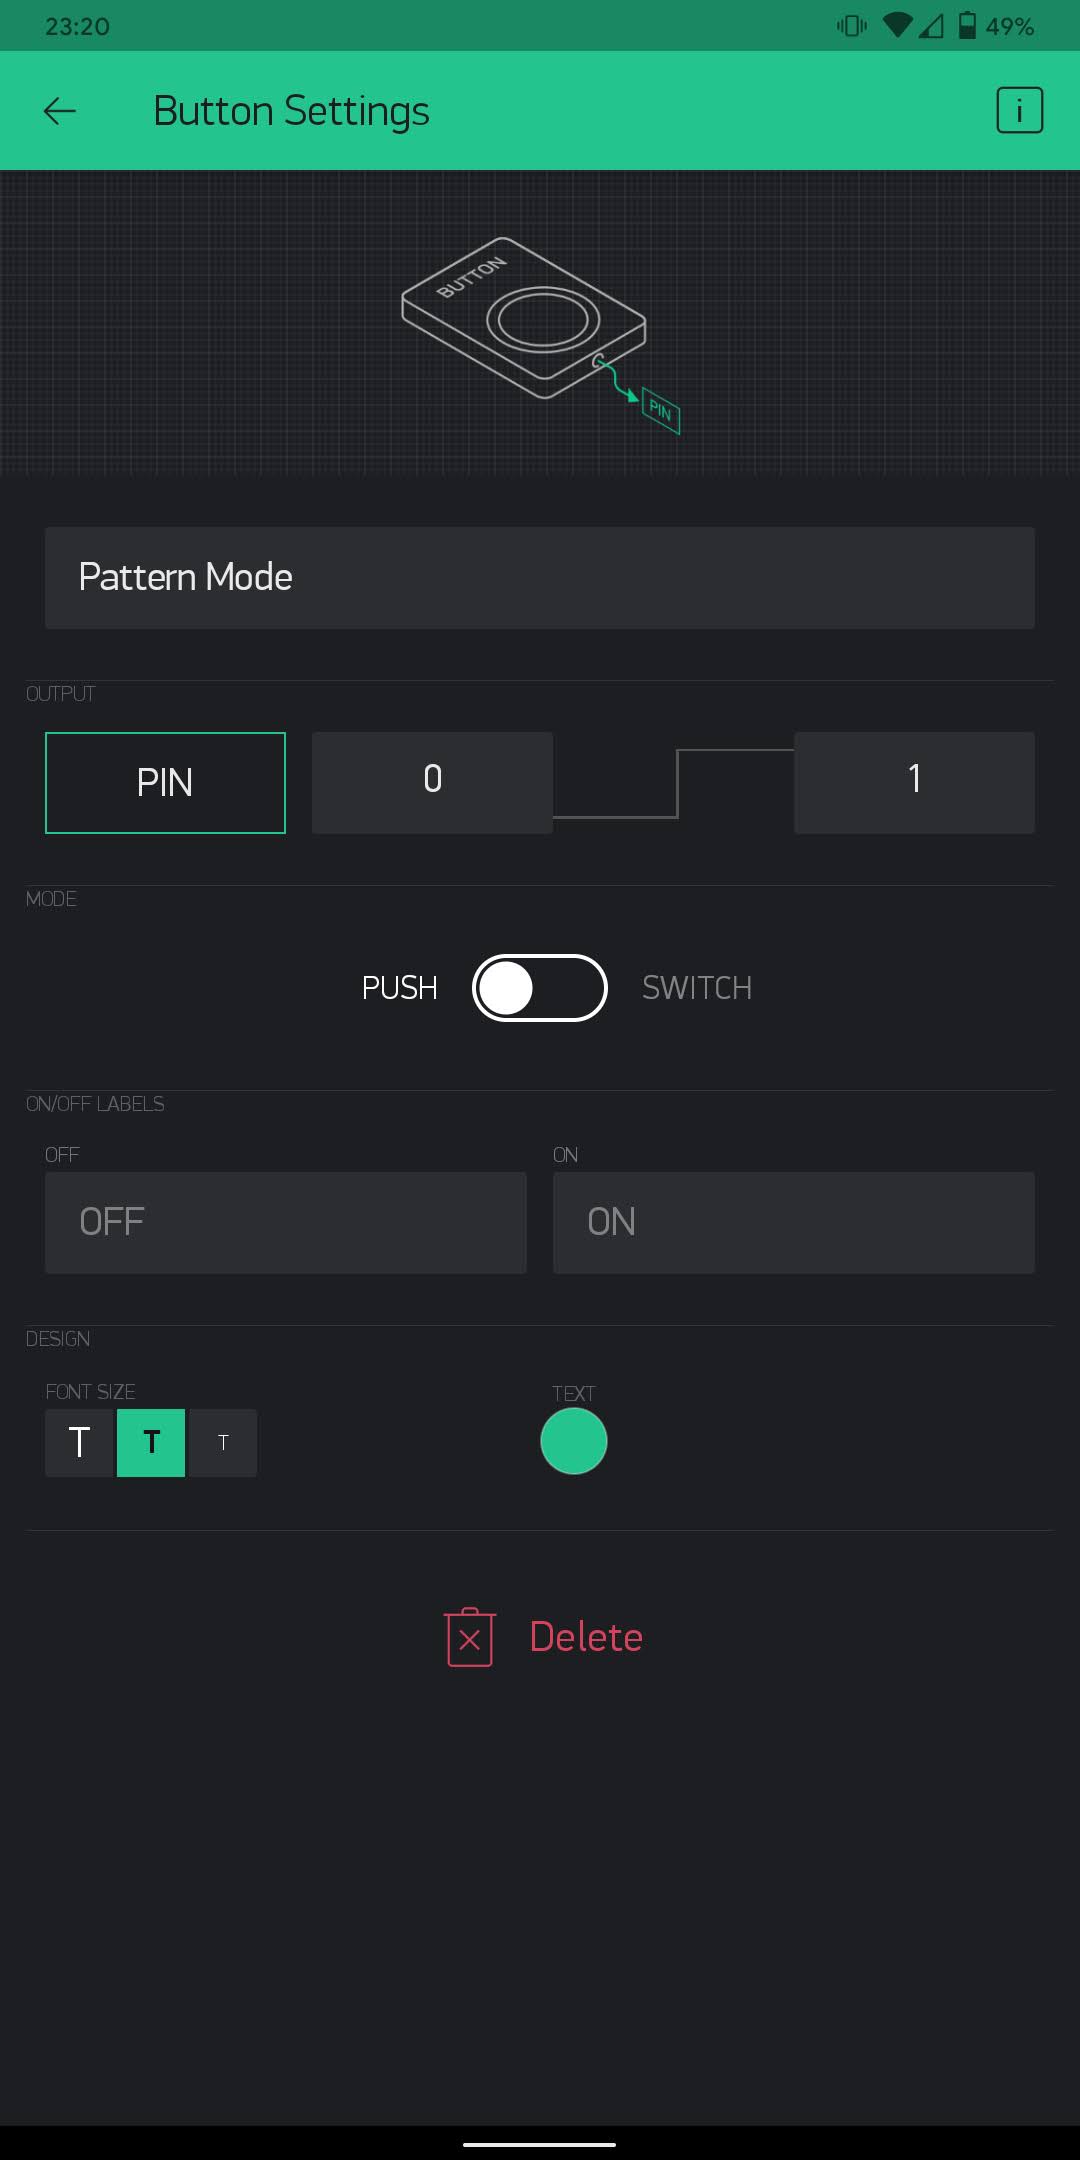 23:20
49%
Button Settings
i
BUTTON
PIN
Pattern Mode
OUTPUT
PIN
0
1
MODE
PUSH
SWITCH
ON/OFF LABELS
OFF
ON
OFF
ON
DESIGN
FONT SIZE
TEXT
T T T
Delete